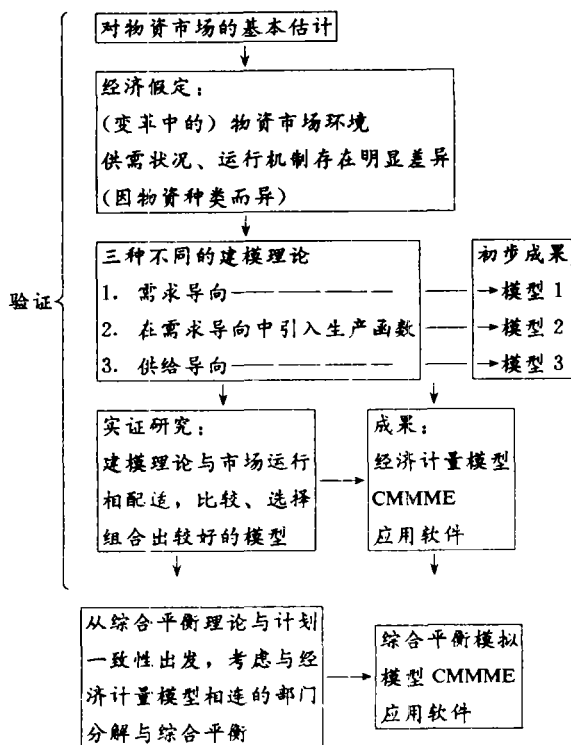 对物资市场的基本估计
经济假定：
(变革中的) 物资市场环境
供需状况、运行机制存在明显差异
(因物资种类而异)
三种不同的建模理论
1. 需求导向
2. 在需求导向中引入生产函数
3. 供给导向
初步成果
模型 1
模型 2
模型 3
验证
实证研究：
建模理论与市场运行
相配适，比较、选择
组合出较好的模型
成果：
经济计量模型
CMMME
应用软件
从综合平衡理论与计划
一致性出发，考虑与经
济计量模型相连的部门
分解与综合平衡
综合平衡模拟
模型 CMMME
应用软件